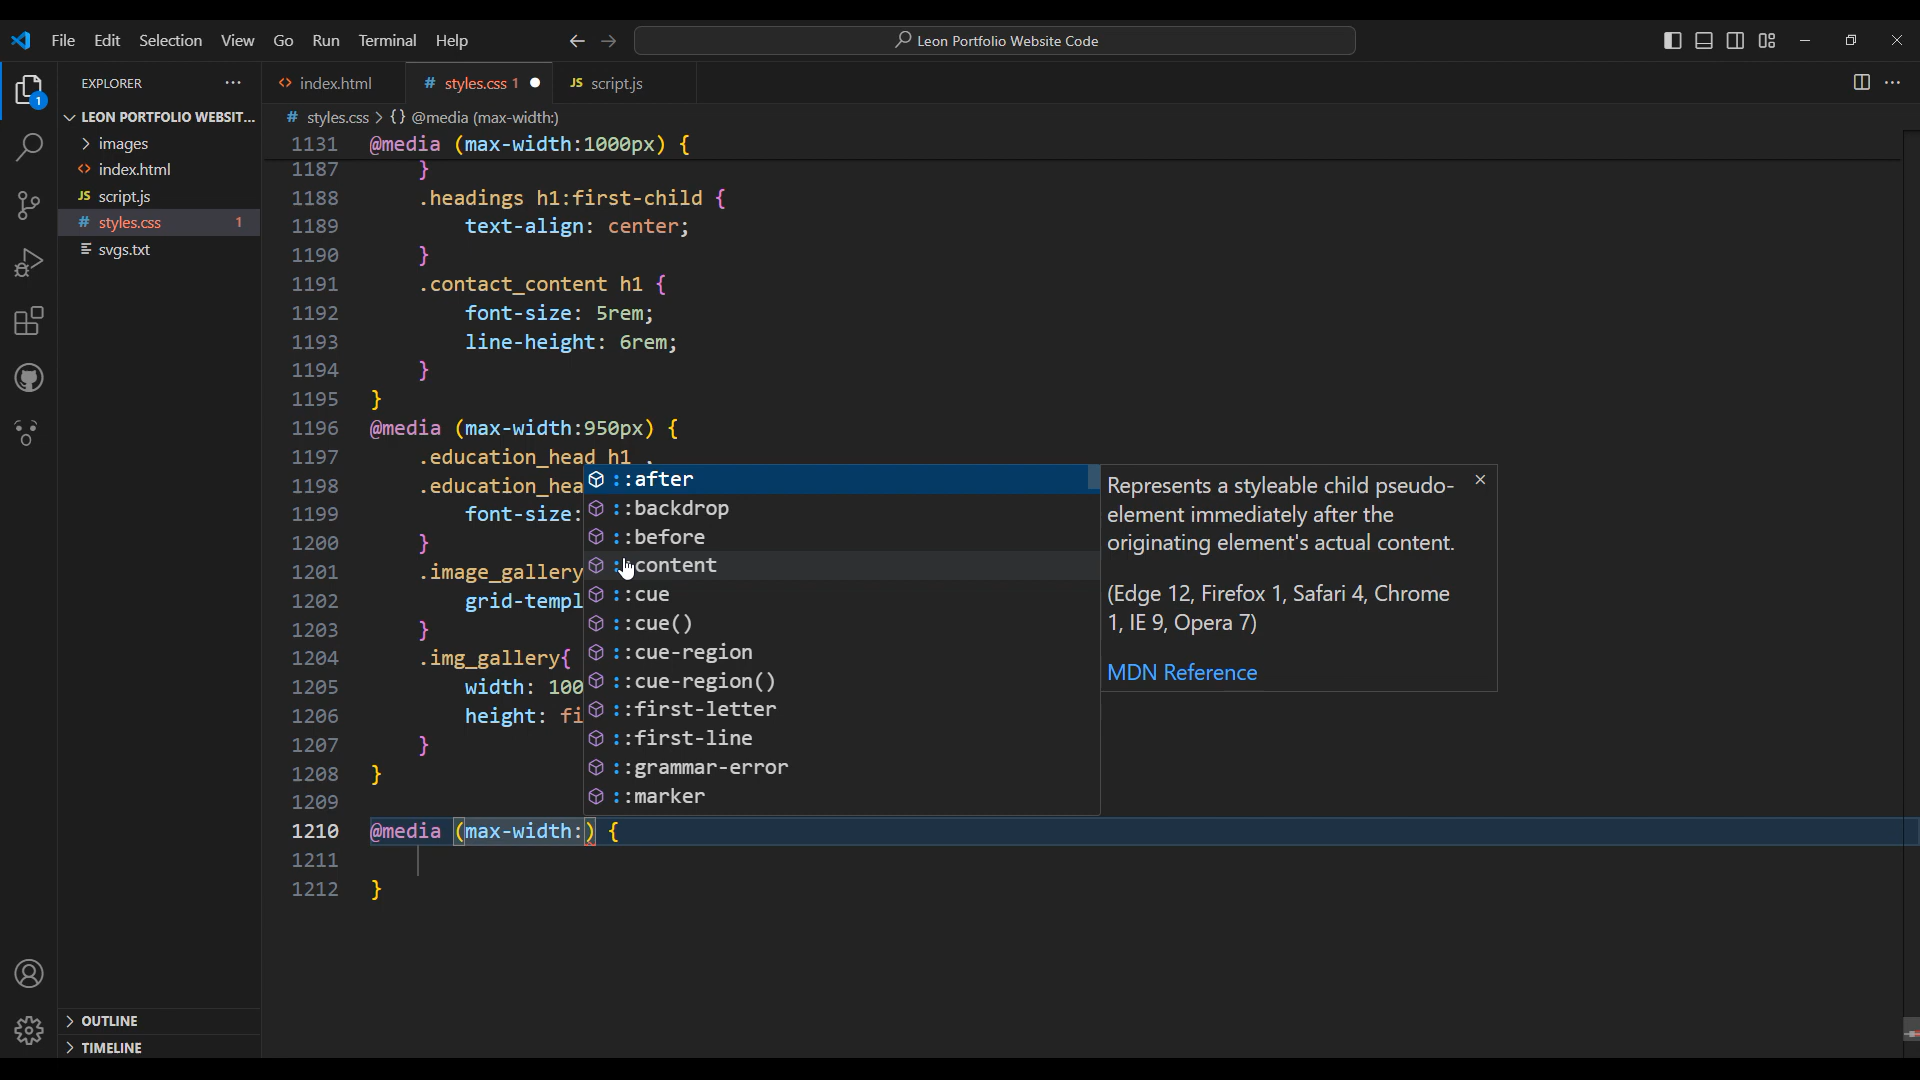 File Edit Selection View Go Run Terminal Help
Leon Portfolio Website Code
EXPLORER
index.html
styles.css 1
JS script.js
1
LEON PORTFOLIO WEBSIT...
# styles.css > {} @media (max-width:)
images
index.html
JS script.js
# styles.css 1
svgs.txt
1131 @media (max-width:1000px) {
1187 }
1188 .headings h1:first-child {
1189 text-align: center;
1190 }
1191 .contact_content h1 {
1192 font-size: 5rem;
1193 line-height: 6rem;
1194 }
1195 }
1196 @media (max-width:950px) {
1197 .education_head h1 ,
1198 .education_hea
1199 font-size:
1200 }
1201 .image_gallery
1202 grid-templ
1203 }
1204 .img_gallery{
1205 width: 100
1206 height: fi
1207 }
1208 }
1209
1210 @media (max-width:) {
1211
1212 }
::after
::backdrop
::before
::content
::cue
::cue()
::cue-region
::cue-region()
::first-letter
::first-line
::grammar-error
::marker
Represents a styleable child pseudo-
element immediately after the
originating element's actual content.
(Edge 12, Firefox 1, Safari 4, Chrome
1, IE 9, Opera 7)
MDN Reference
OUTLINE
TIMELINE